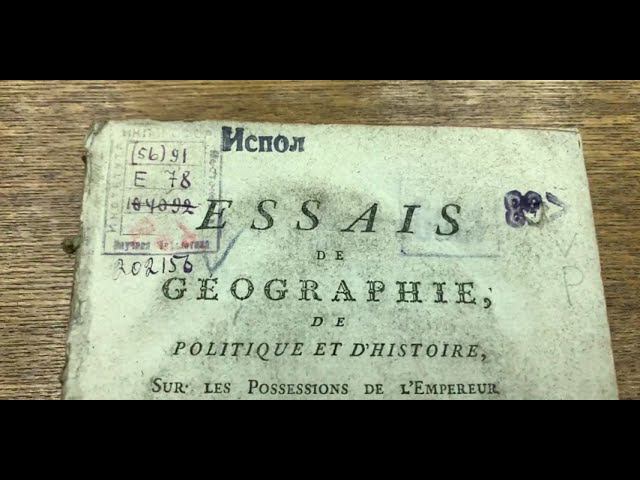 Испол
(56)91
E 78
104092
202156
ESSAIS
DE
GÉOGRAPHIE,
DE
POLITIQUE ET D'HISTOIRE,
SUR LES POSSESSIONS DE L'EMPEREUR